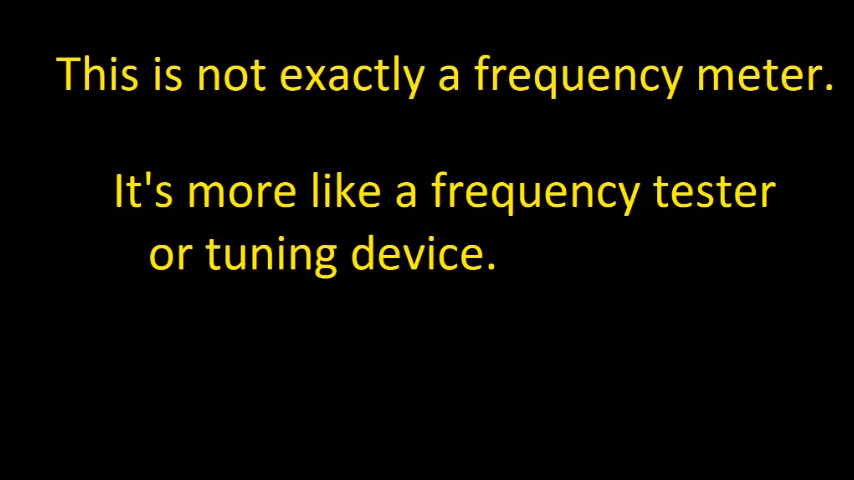 This is not exactly a frequency meter.
It's more like a frequency tester
or tuning device.